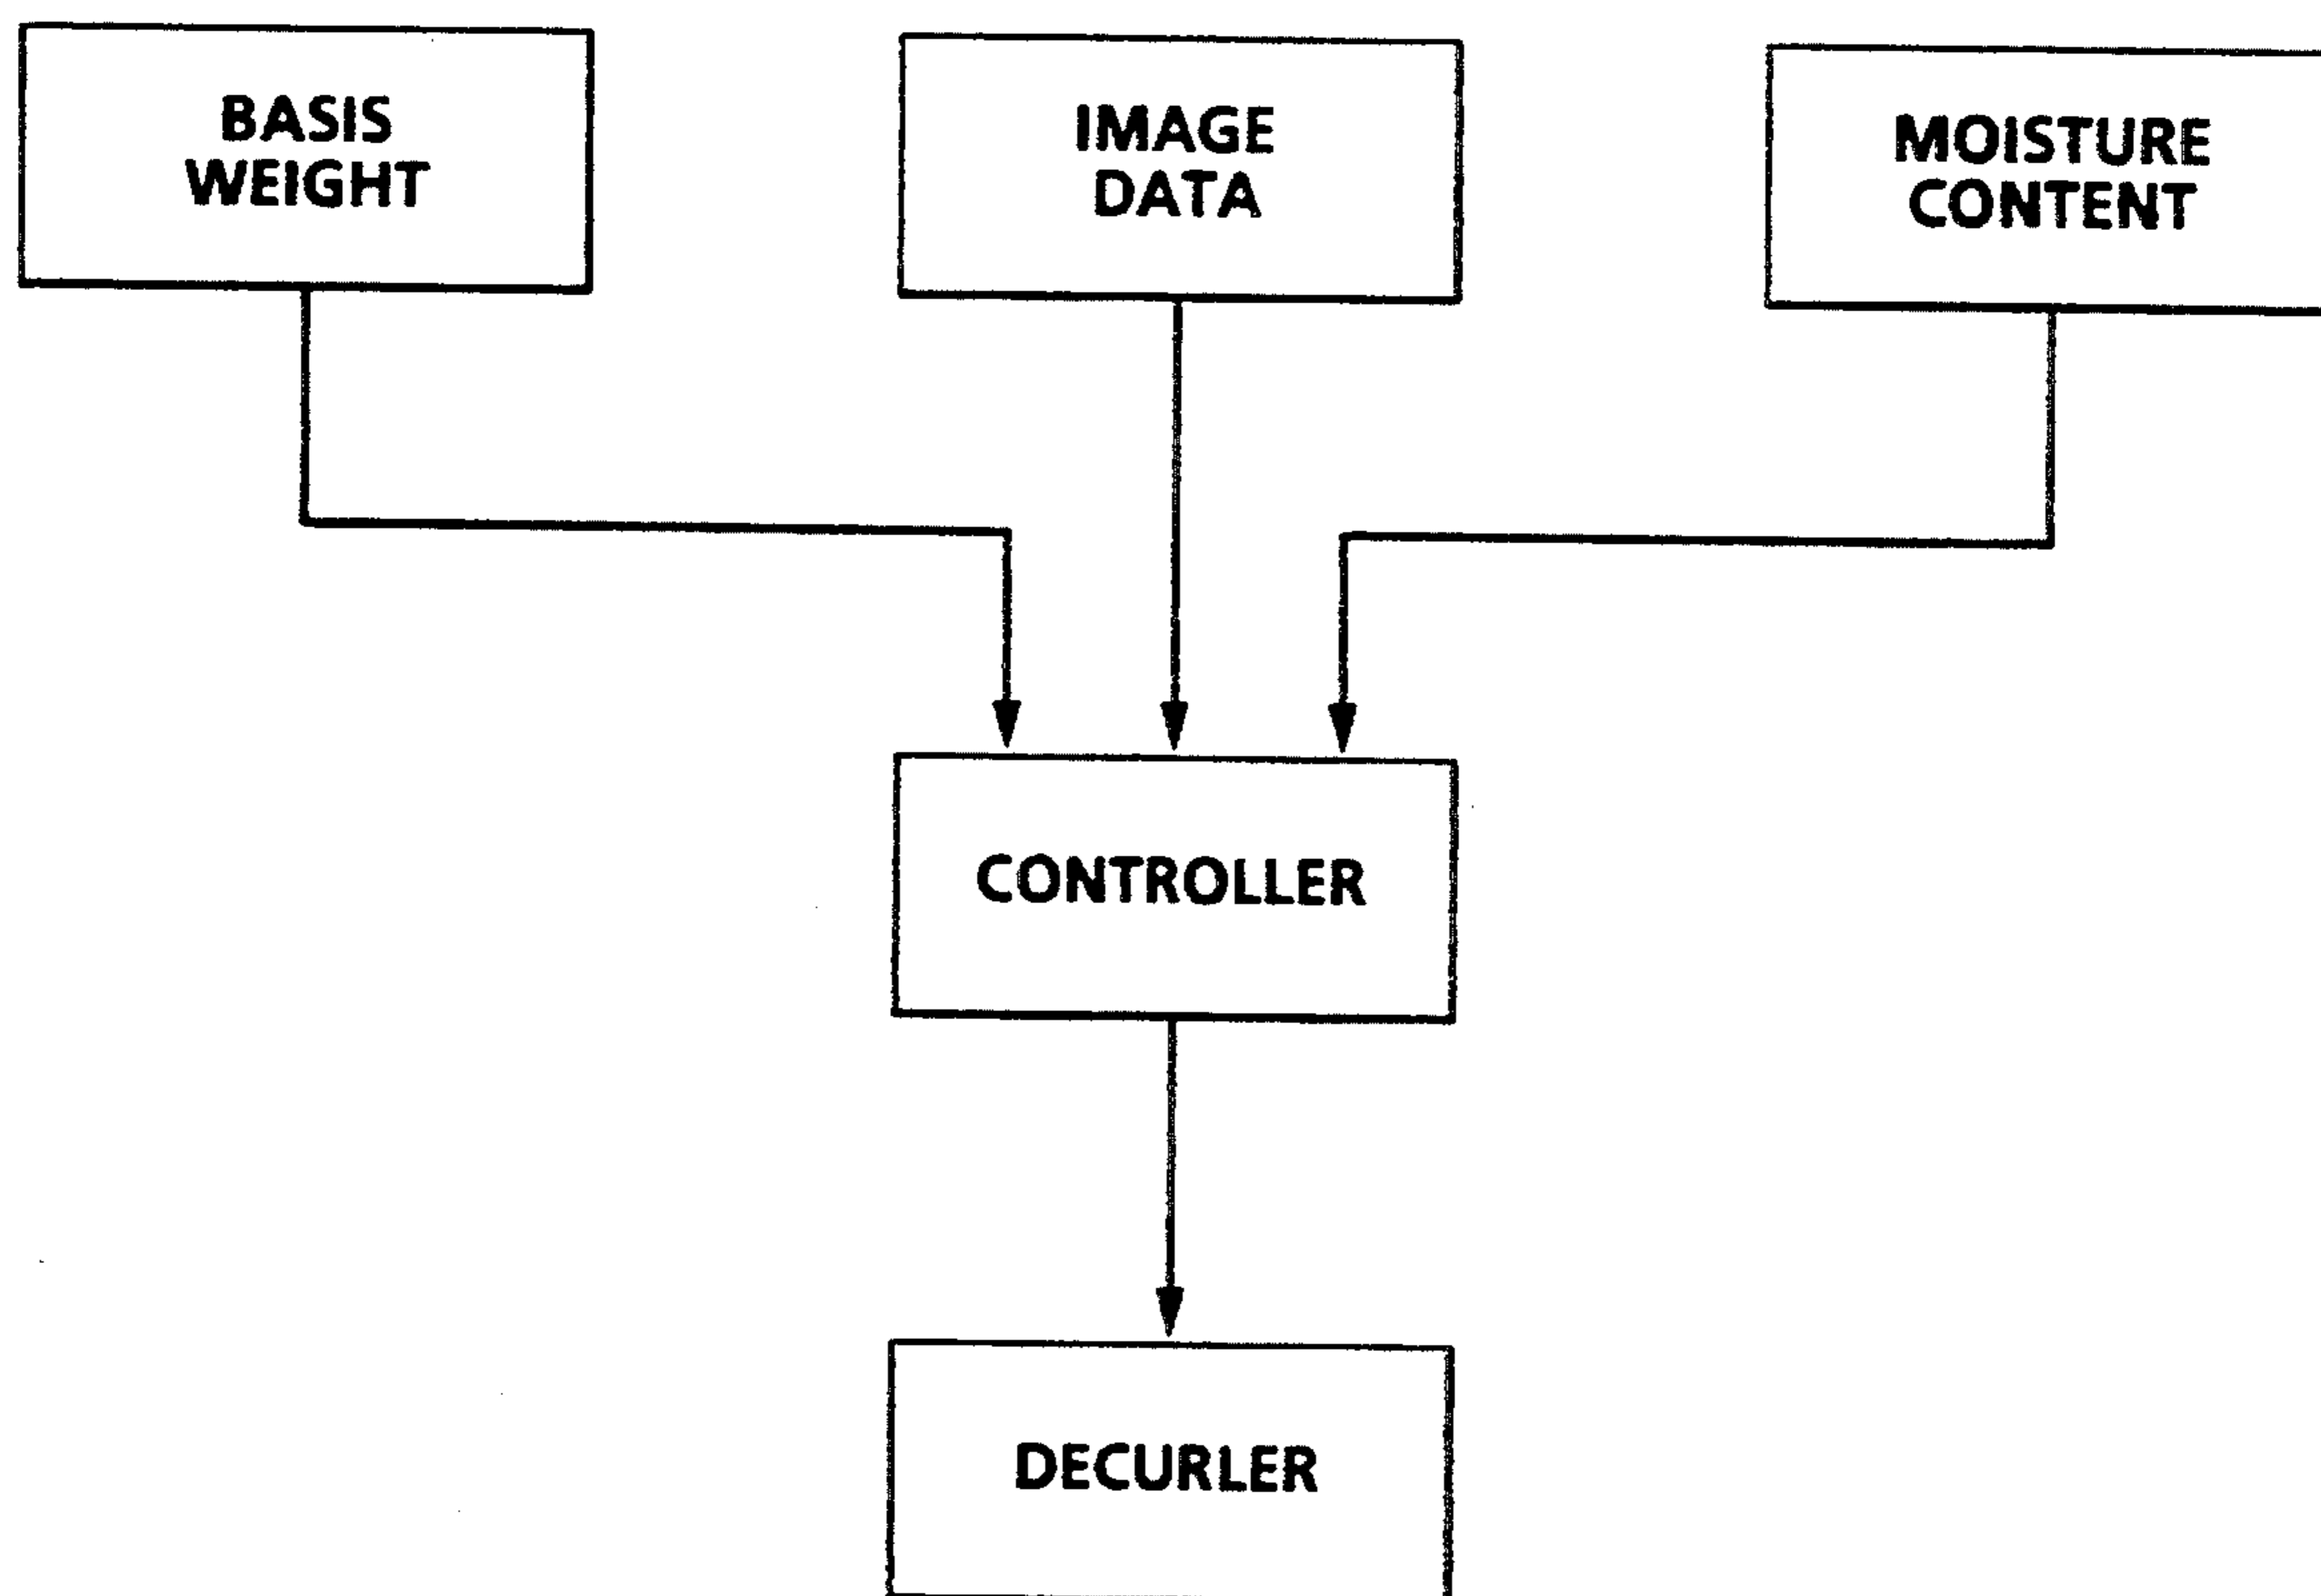 BASIS
WEIGHT
IMAGE
DATA
MOISTURE
CONTENT
CONTROLLER
DECURLER